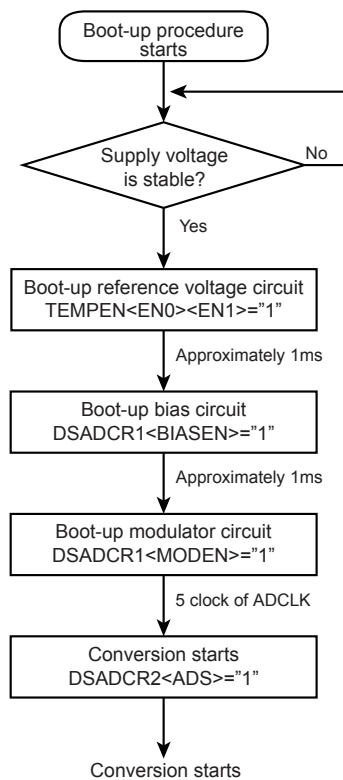 Boot-up procedure
starts
Supply voltage
is stable?
No
Yes
Boot-up reference voltage circuit
TEMPEN<EN0><EN1>=”1”
Approximately 1ms
Boot-up bias circuit
DSADCR1<BIASEN>=”1”
Approximately 1ms
Boot-up modulator circuit
DSADCR1<MODEN>=”1”
5 clock of ADCLK
Conversion starts
DSADCR2<ADS>=”1”
Conversion starts